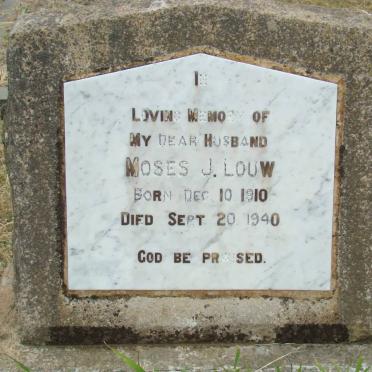 IN
LOVING MEMORY OF
MY DEAR HUSBAND
MOSES J. LOUW
BORN DEC 10 1910
DIED SEPT 20 1940
GOD BE PRAISED.